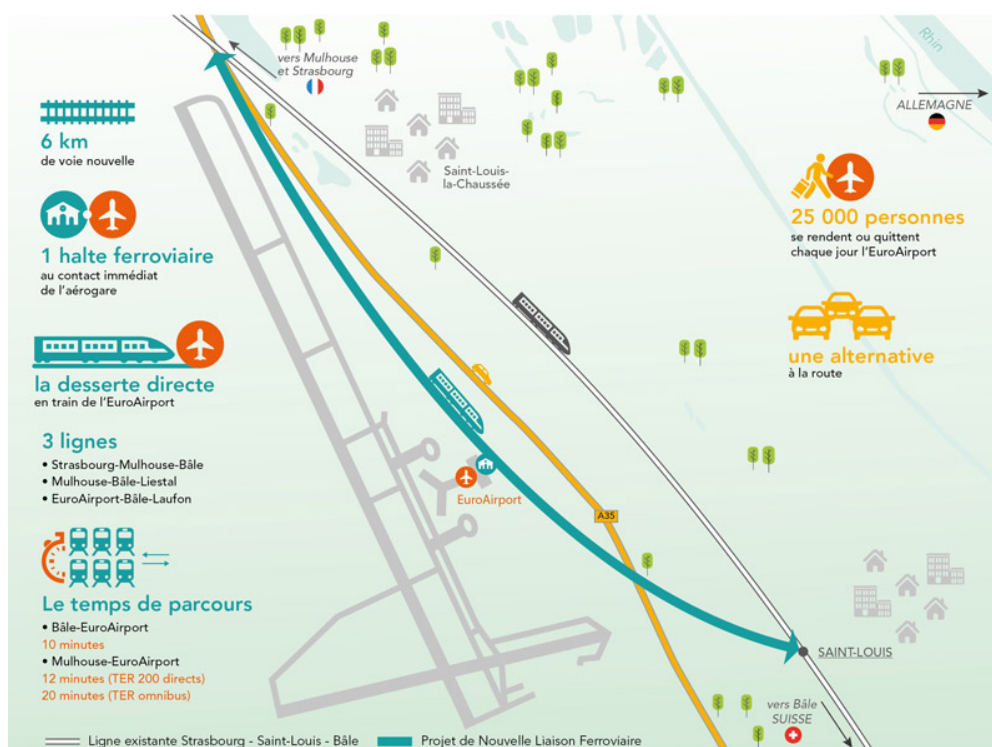 vers Mulhouse
et Strasbourg
Rhin
ALLEMAGNE
6 km
de voie nouvelle
Saint-Louis-
la-Chaussée
25 000 personnes
se rendent ou quittent
chaque jour l'EuroAirport
1 halte ferroviaire
au contact immédiat
de l'aérogare
une alternative
à la route
la desserte directe
en train de l'EuroAirport
3 lignes
• Strasbourg-Mulhouse-Bâle
• Mulhouse-Bâle-Liestal
• EuroAirport-Bâle-Laufon
EuroAirport
A35
Le temps de parcours
• Bâle-EuroAirport
10 minutes
• Mulhouse-EuroAirport
12 minutes (TER 200 directs)
20 minutes (TER omnibus)
SAINT-LOUIS
vers Bâle
SUISSE
Ligne existante Strasbourg - Saint-Louis - Bâle
Projet de Nouvelle Liaison Ferroviaire